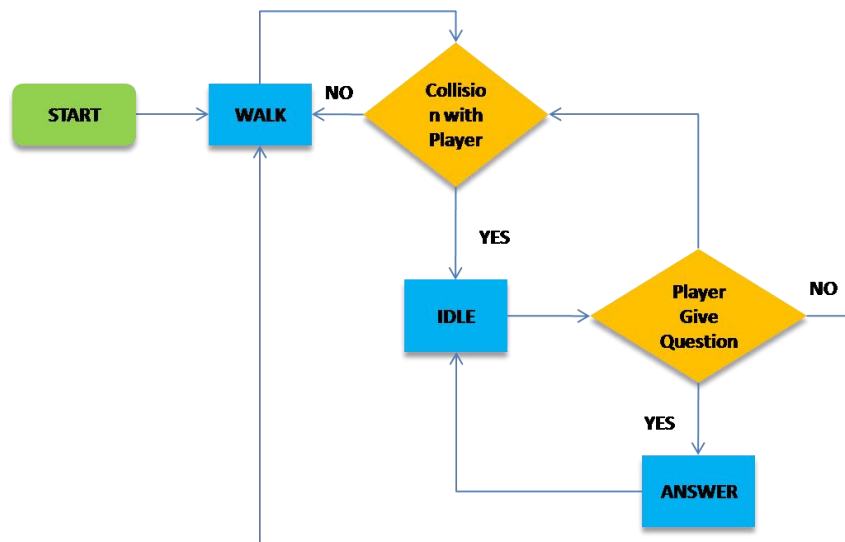 START
WALK
NO
Collisio
n with
Player
YES
IDLE
Player
Give
Question
NO
YES
ANSWER